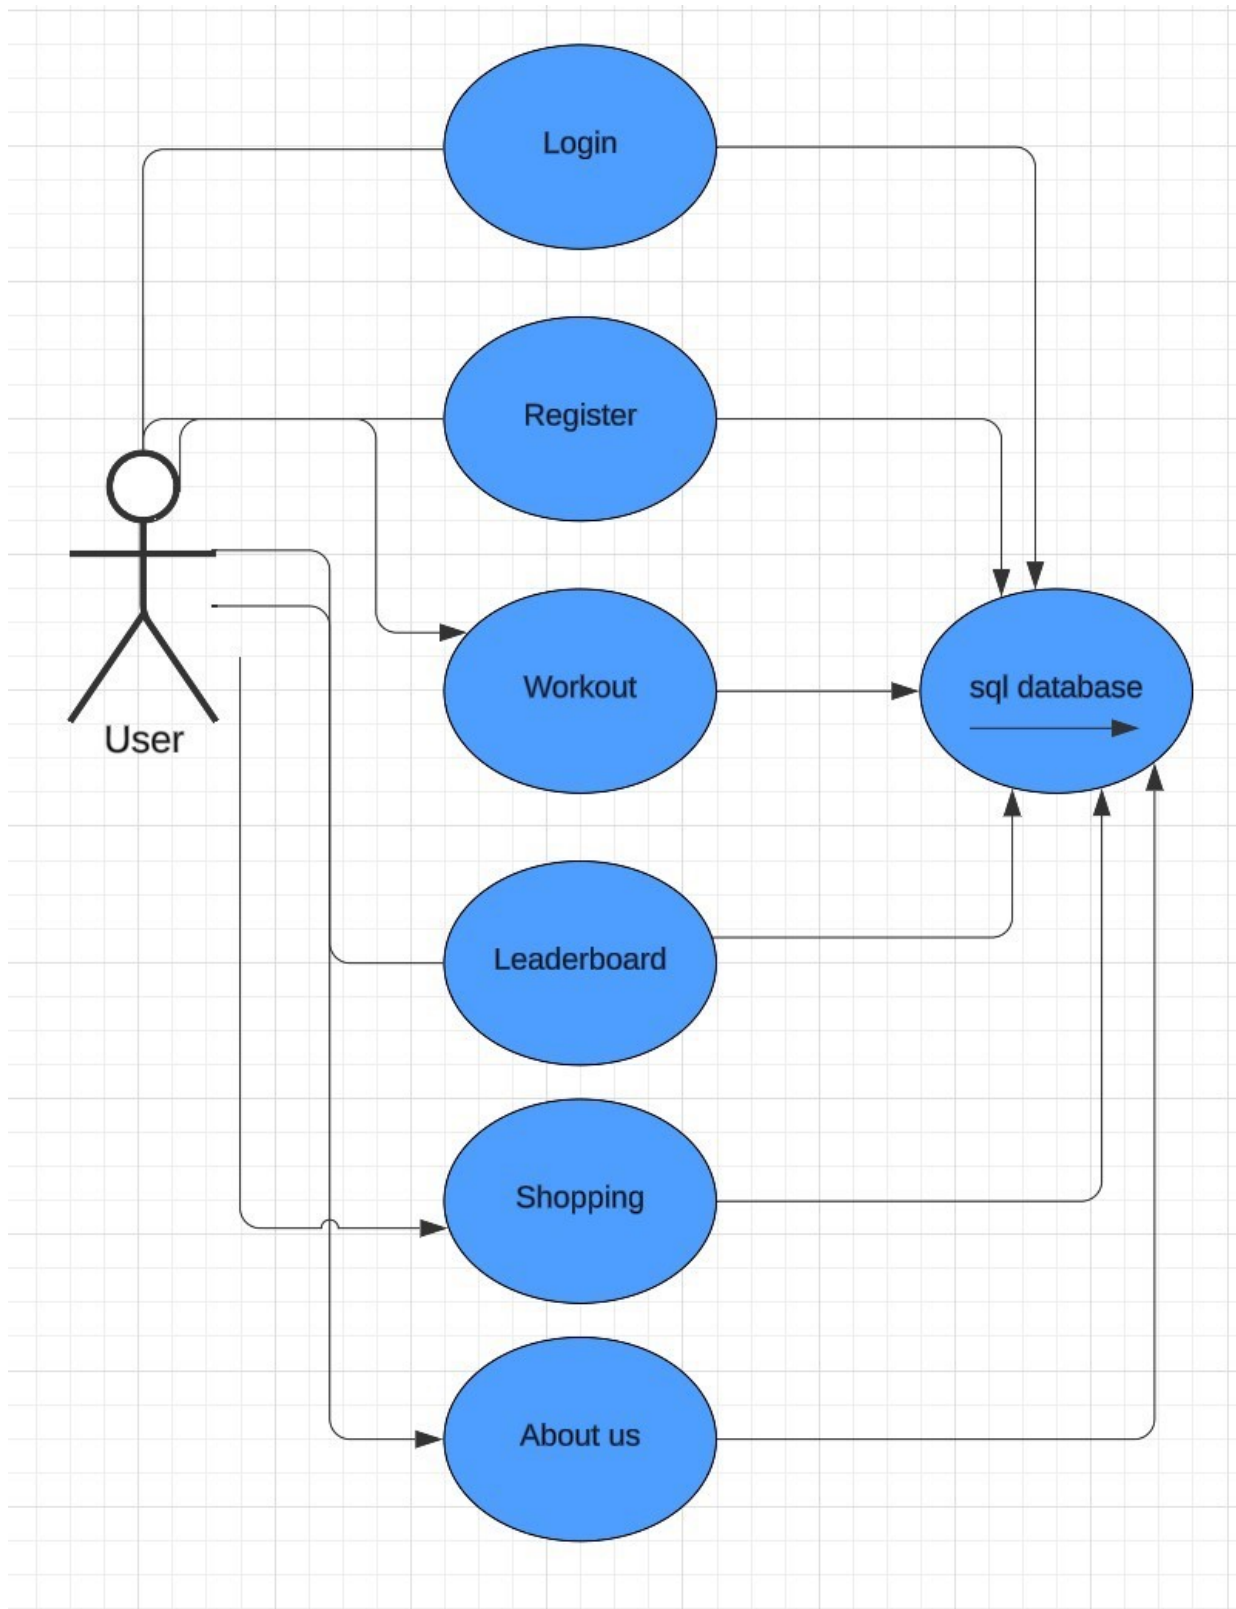 Login
Register
User
Workout
sql database
Leaderboard
Shopping
About us